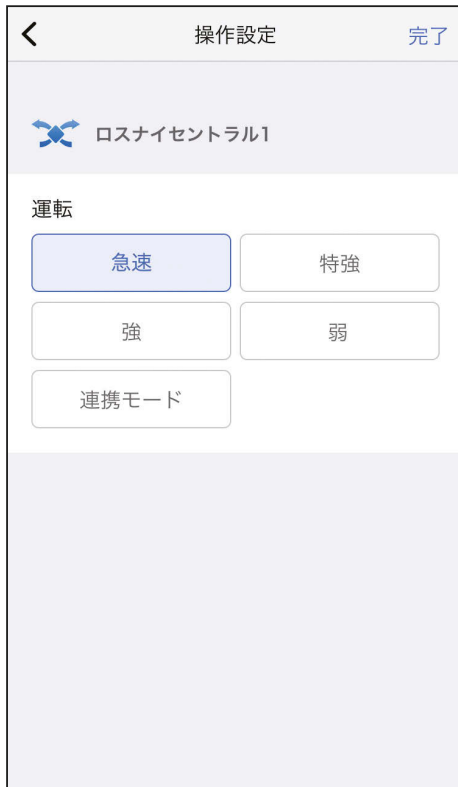 操作設定 完了
ロスナイセントラル1
運転
急速 特強
強 弱
連携モード